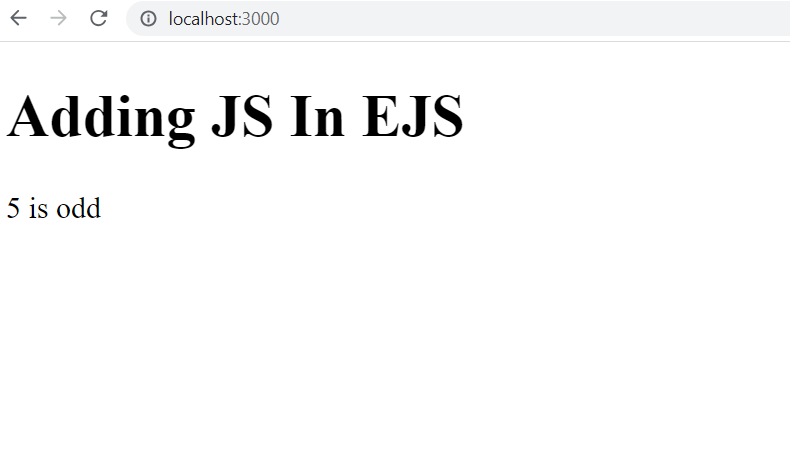 localhost:3000
Adding JS In EJS
5 is odd